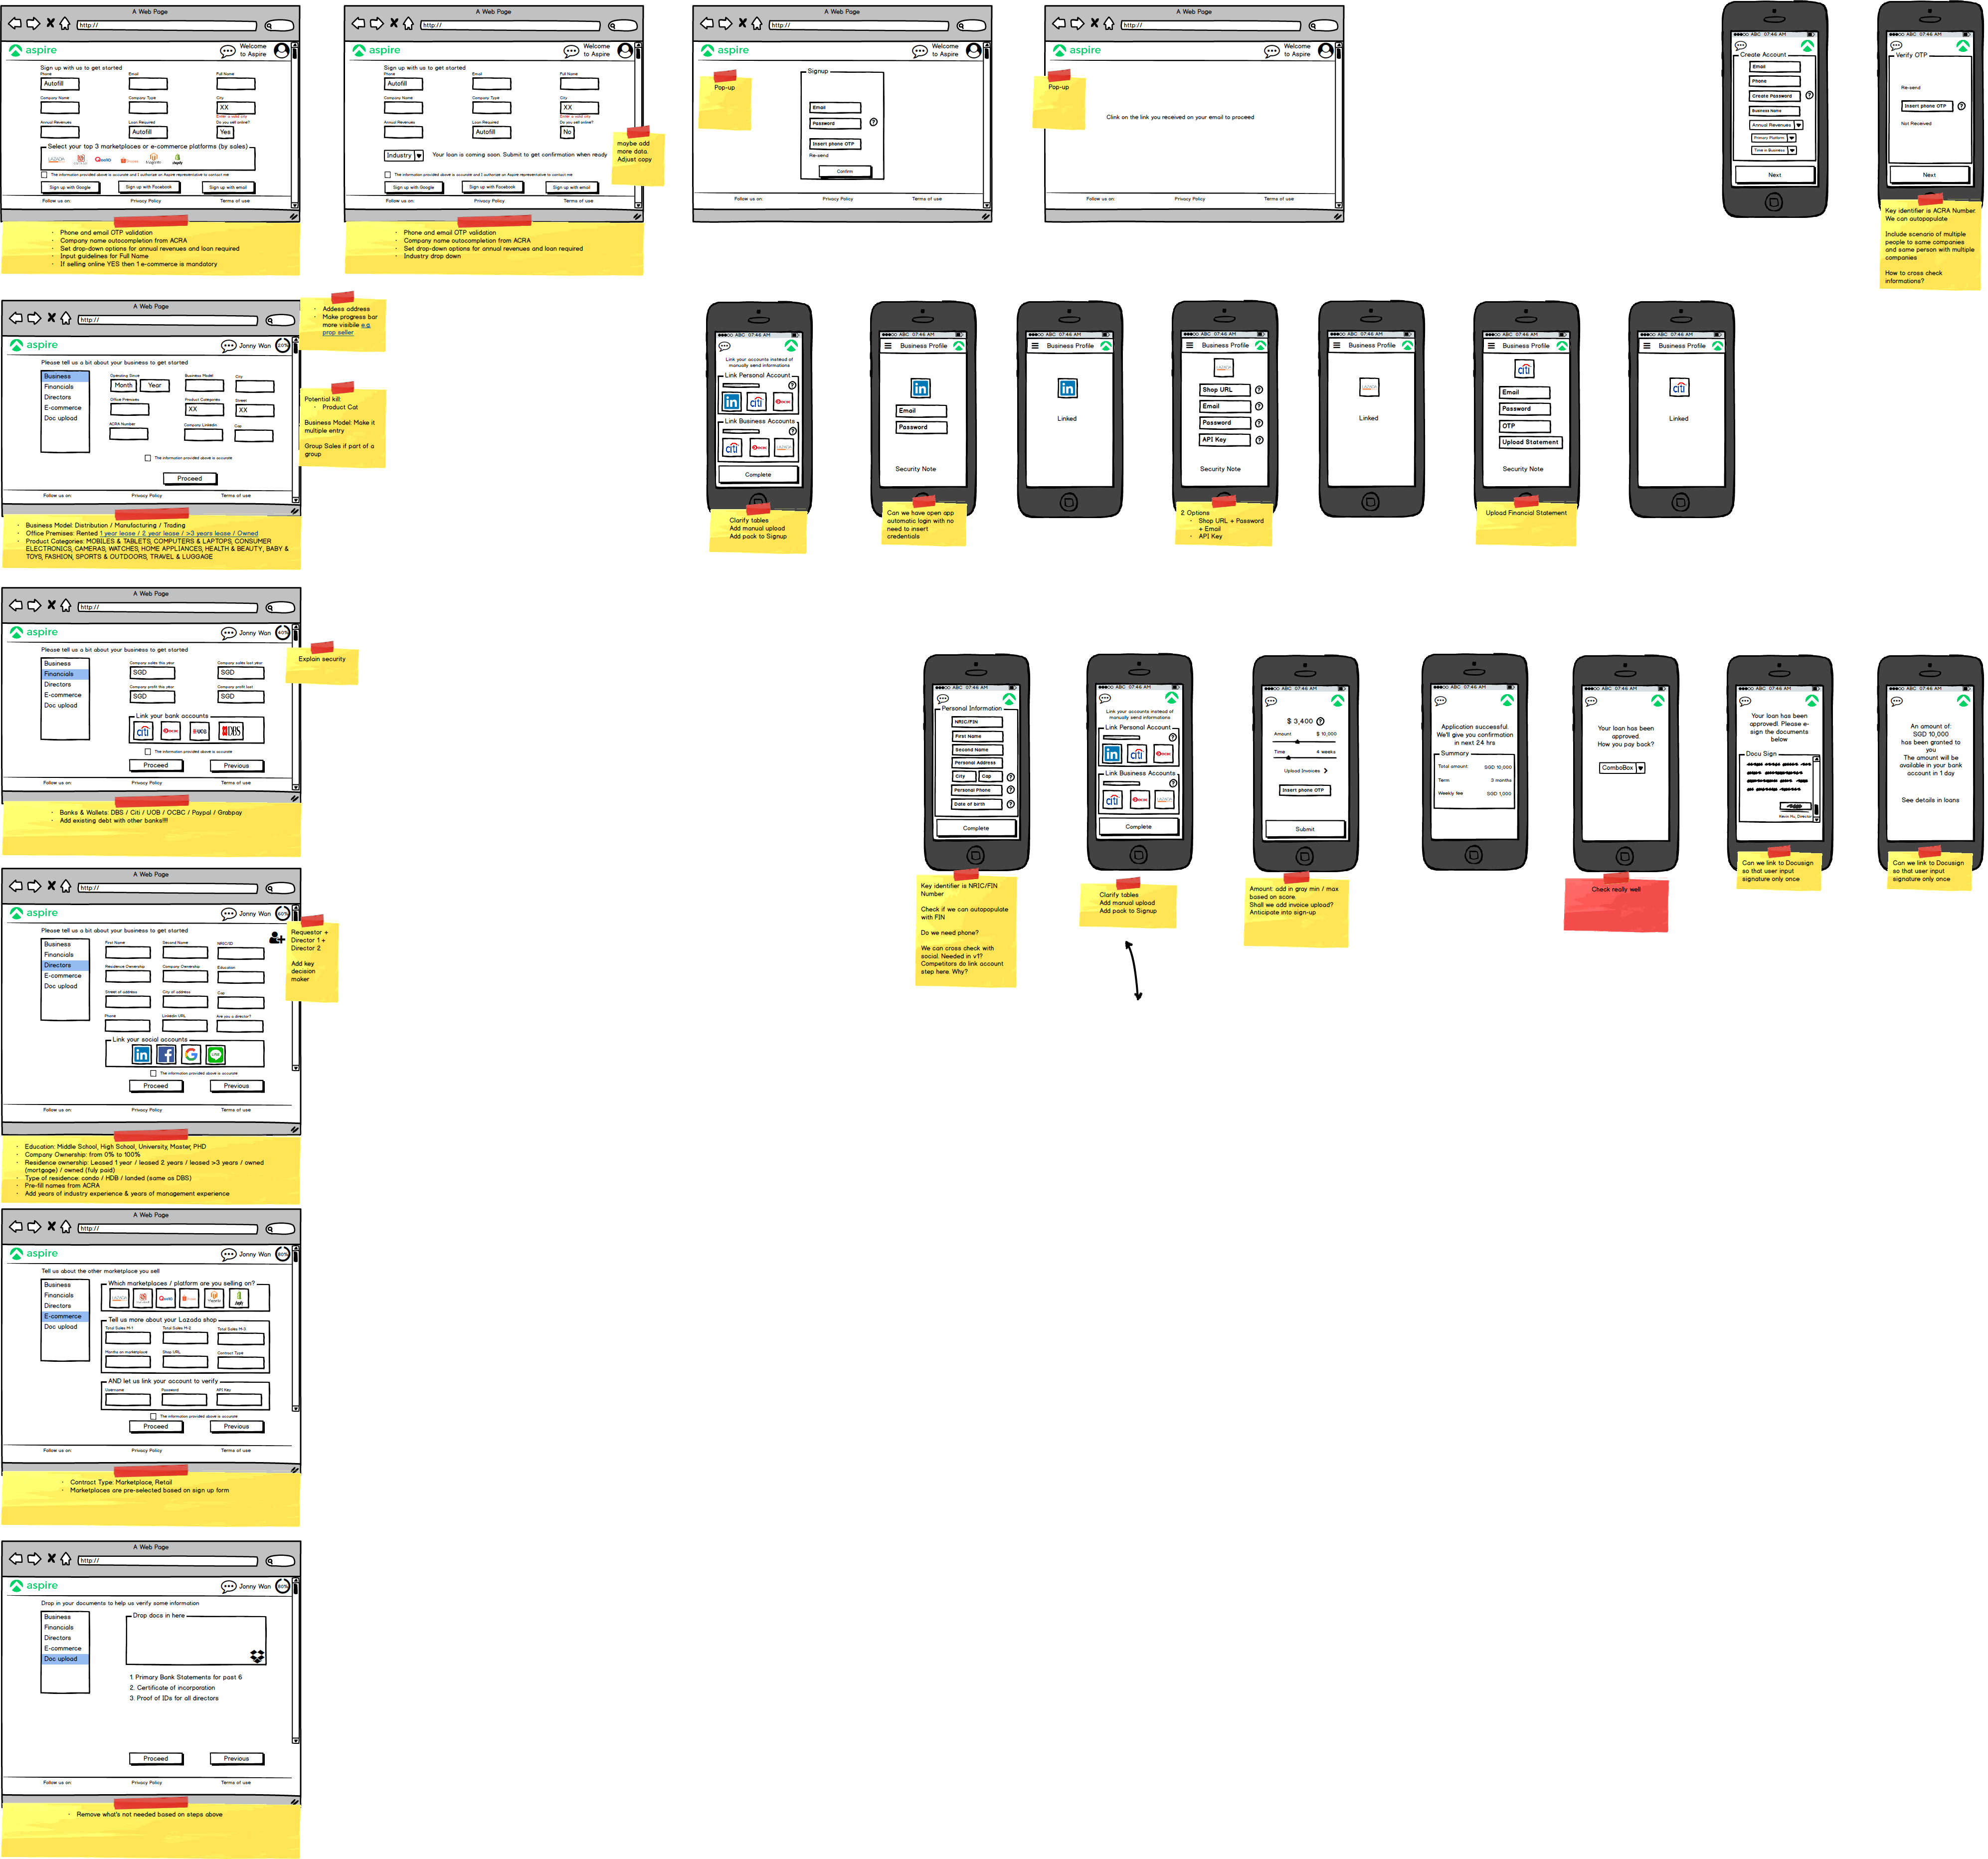 A Web Page
http://
aspire
Welcome
to Aspire
Sign up with us to get started
Phone
Email
Full Name
Autofill
Company Name
Company Type
City
XX
Enter a valid city
Annual Revenues
Loan Required
Do you sell online?
Autofill
Yes
Select your top 3 marketplaces or e-commerce platforms (by sales)
LAZADA
The information provided above is accurate and I authorize an Aspire representative to contact me
Sign up with Google
Sign up with Facebook
Sign up with email
Follow us on:
Privacy Policy
Terms of use
· Phone and email OTP validation
· Company name autocompletion from ACRA
· Set drop-down options for annual revenues and loan required
· Input guidelines for Full Name
· If selling online YES then 1 e-commerce is mandatory
A Web Page
http://
aspire
Welcome
to Aspire
Sign up with us to get started
Phone
Email
Full Name
Autofill
Company Name
Company Type
City
XX
Enter a valid city
Annual Revenues
Loan Required
Do you sell online?
Autofill
No
Industry
Your loan is coming soon. Submit to get confirmation when ready
The information provided above is accurate and I authorize an Aspire representative to contact me
Sign up with Google
Sign up with Facebook
Sign up with email
Follow us on:
Privacy Policy
Terms of use
maybe add
more data.
Adjust copy
· Phone and email OTP validation
· Company name autocompletion from ACRA
· Set drop-down options for annual revenues and loan required
· Industry drop down
A Web Page
http://
aspire
Welcome
to Aspire
Pop-up
Signup
Email
Password
?
Insert phone OTP
Re-send
Confirm
Follow us on:
Privacy Policy
Terms of use
A Web Page
http://
aspire
Welcome
to Aspire
Pop-up
Clink on the link you received on your email to proceed
Follow us on:
Privacy Policy
Terms of use
ABC 07:46 AM
Create Account
Email
Phone
Create Password
?
Business Name
Annual Revenues
Primary Platform
Time in Business
Next
ABC 07:46 AM
Verify OTP
Re-send
Insert phone OTP
?
Not Received
Next
Key identifier is ACRA Number.
We can autopopulate
Include scenario of multiple
people to same companies
and same person with multiple
companies
How to cross check
informations?
A Web Page
http://
aspire
Jonny Wan
20%
Please tell us a bit about your business to get started
Business
Financials
Directors
E-commerce
Doc upload
Operating Since
Business Model
City
Month
Year
Office Premises
Product Categories
Street
XX
XX
ACRA Number
Company Linkedin
Cap
The information provided above is accurate
Proceed
Follow us on:
Privacy Policy
Terms of use
· Addess address
· Make progress bar
more visibile e.g
prop seller
Potential kill:
· Product Cat
Business Model: Make it
multiple entry
Group Sales if part of a
group
· Business Model: Distribution / Manufacturing / Trading
· Office Premises: Rented 1 year lease / 2 year lease / >3 years lease / Owned
· Product Categories: MOBILES & TABLETS, COMPUTERS & LAPTOPS, CONSUMER
ELECTRONICS, CAMERAS, WATCHES, HOME APPLIANCES, HEALTH & BEAUTY, BABY &
TOYS, FASHION, SPORTS & OUTDOORS, TRAVEL & LUGGAGE
ABC 07:46 AM
Link your accounts instead of
manually send informations
Link Personal Account
?
in
citi
OCBC
Link Business Accounts
?
citi
OCBC
LAZADA
Complete
Clarify tables
Add manual upload
Add pack to Signup
ABC 07:46 AM
Business Profile
in
Email
Password
Security Note
Can we have open app
automatic login with no
need to insert
credentials
ABC 07:46 AM
Business Profile
in
Linked
ABC 07:46 AM
Business Profile
LAZADA
Shop URL
?
Email
?
Password
?
API Key
?
Security Note
2 Options
· Shop URL + Password
+ Email
· API Key
ABC 07:46 AM
Business Profile
LAZADA
Linked
ABC 07:46 AM
Business Profile
citi
Email
Password
OTP
Upload Statement
Security Note
Upload Financial Statement
ABC 07:46 AM
Business Profile
citi
Linked
A Web Page
http://
aspire
Jonny Wan
40%
Please tell us a bit about your business to get started
Business
Financials
Directors
E-commerce
Doc upload
Company sales this year
Company sales last year
SGD
SGD
Company profit this year
Company profit last
SGD
SGD
Link your bank accounts
citi
OCBC
UOB
DBS
The information provided above is accurate
Proceed
Previous
Follow us on:
Privacy Policy
Terms of use
Explain security
· Banks & Wallets: DBS / Citi / UOB / OCBC / Paypal / Grabpay
· Add existing debt with other banks!!!!
ABC 07:46 AM
Personal Information
NRIC/FIN
First Name
Second Name
Personal Address
City
Cap
?
Personal Phone
?
Date of birth
?
Complete
Key identifier is NRIC/FIN
Number
Check if we can autopopulate
with FIN
Do we need phone?
We can cross check with
social. Needed in v1?
Competitors do link account
step here. Why?
ABC 07:46 AM
Link your accounts instead of
manually send informations
Link Personal Account
?
in
citi
OCBC
Link Business Accounts
?
citi
OCBC
LAZADA
Complete
Clarify tables
Add manual upload
Add pack to Signup
ABC 07:46 AM
$ 3,400
?
Amount
$ 10,000
Time
4 weeks
Upload Invoices
Insert phone OTP
Submit
Amount: add in gray min / max
based on score.
Shall we add invoice upload?
Anticipate into sign-up
ABC 07:46 AM
Application successful.
We'll give you confirmation
in next 24 hrs
Summary
Total amount:
SGD 10,000
Term
3 months
Weekly fee
SGD 1,000
ABC 07:46 AM
Your loan has been
approved.
How you pay back?
ComboBox
Check really well
ABC 07:46 AM
Your loan has been
approved!. Please e-
sign the documents
below
Docu Sign
Kevin Hu, Director
Can we link to Docusign
so that user input
signature only once
ABC 07:46 AM
An amount of:
SGD 10,000
has been granted to
you
The amount will be
available in your bank
account in 1 day
See details in loans
Can we link to Docusign
so that user input
signature only once
A Web Page
http://
aspire
Jonny Wan
60%
Please tell us a bit about your business to get started
Business
Financials
Directors
E-commerce
Doc upload
First Name
Second Name
NRIC/ID
Residence Ownership
Company Ownership
Education
Street of address
City of address
Cap
Phone
Linkedin URL
Are you a director?
Link your social accounts
in
f
G
LINE
The information provided above is accurate
Proceed
Previous
Follow us on:
Privacy Policy
Terms of use
Requestor +
Director 1 +
Director 2
Add key
decision
maker
· Education: Middle School, High School, University, Master, PHD
· Company Ownership: from 0% to 100%
· Residence ownership: Leased 1 year / leased 2 years / leased >3 years / owned
(mortgage) / owned (fuly paid)
· Type of residence: condo / HDB / landed (same as DBS)
· Pre-fill names from ACRA
· Add years of industry experience & years of management experience
A Web Page
http://
aspire
Jonny Wan
80%
Tell us about the other marketplace you sell
Business
Financials
Directors
E-commerce
Doc upload
Which marketplaces / platform are you selling on?
LAZADA
Tell us more about your Lazada shop
Total Sales M-1
Total Sales M-2
Total Sales M-3
Months on marketplace
Shop URL
Contract Type
AND let us link your account to verify
Username
Password
API Key
The information provided above is accurate
Proceed
Previous
Follow us on:
Privacy Policy
Terms of use
· Contract Type: Marketplace, Retail
· Marketplaces are pre-selected based on sign up form
A Web Page
http://
aspire
Jonny Wan
80%
Drop in your documents to help us verify some information
Business
Financials
Directors
E-commerce
Doc upload
Drop docs in here
1. Primary Bank Statements for past 6
2. Certificate of incorporation
3. Proof of IDs for all directors
Proceed
Previous
Follow us on:
Privacy Policy
Terms of use
· Remove what's not needed based on steps above